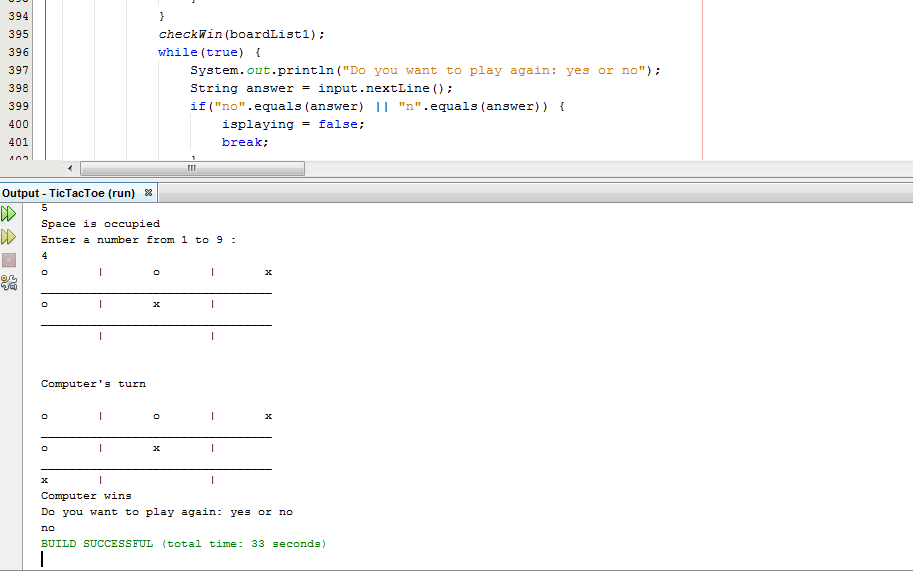 393 }
394 }
395 checkWin(boardList1);
396 while(true) {
397 System.out.println("Do you want to play again: yes or no");
398 String answer = input.nextLine();
399 if("no".equals(answer) || "n".equals(answer)) {
400 isplaying = false;
401 break;
402 }
Output - TicTacToe (run)
5
Space is occupied
Enter a number from 1 to 9 :
4
o | o | x
_________________________________
o | x |
_________________________________
| |
Computer's turn
o | o | x
_________________________________
o | x |
_________________________________
x | |
Computer wins
Do you want to play again: yes or no
no
BUILD SUCCESSFUL (total time: 33 seconds)